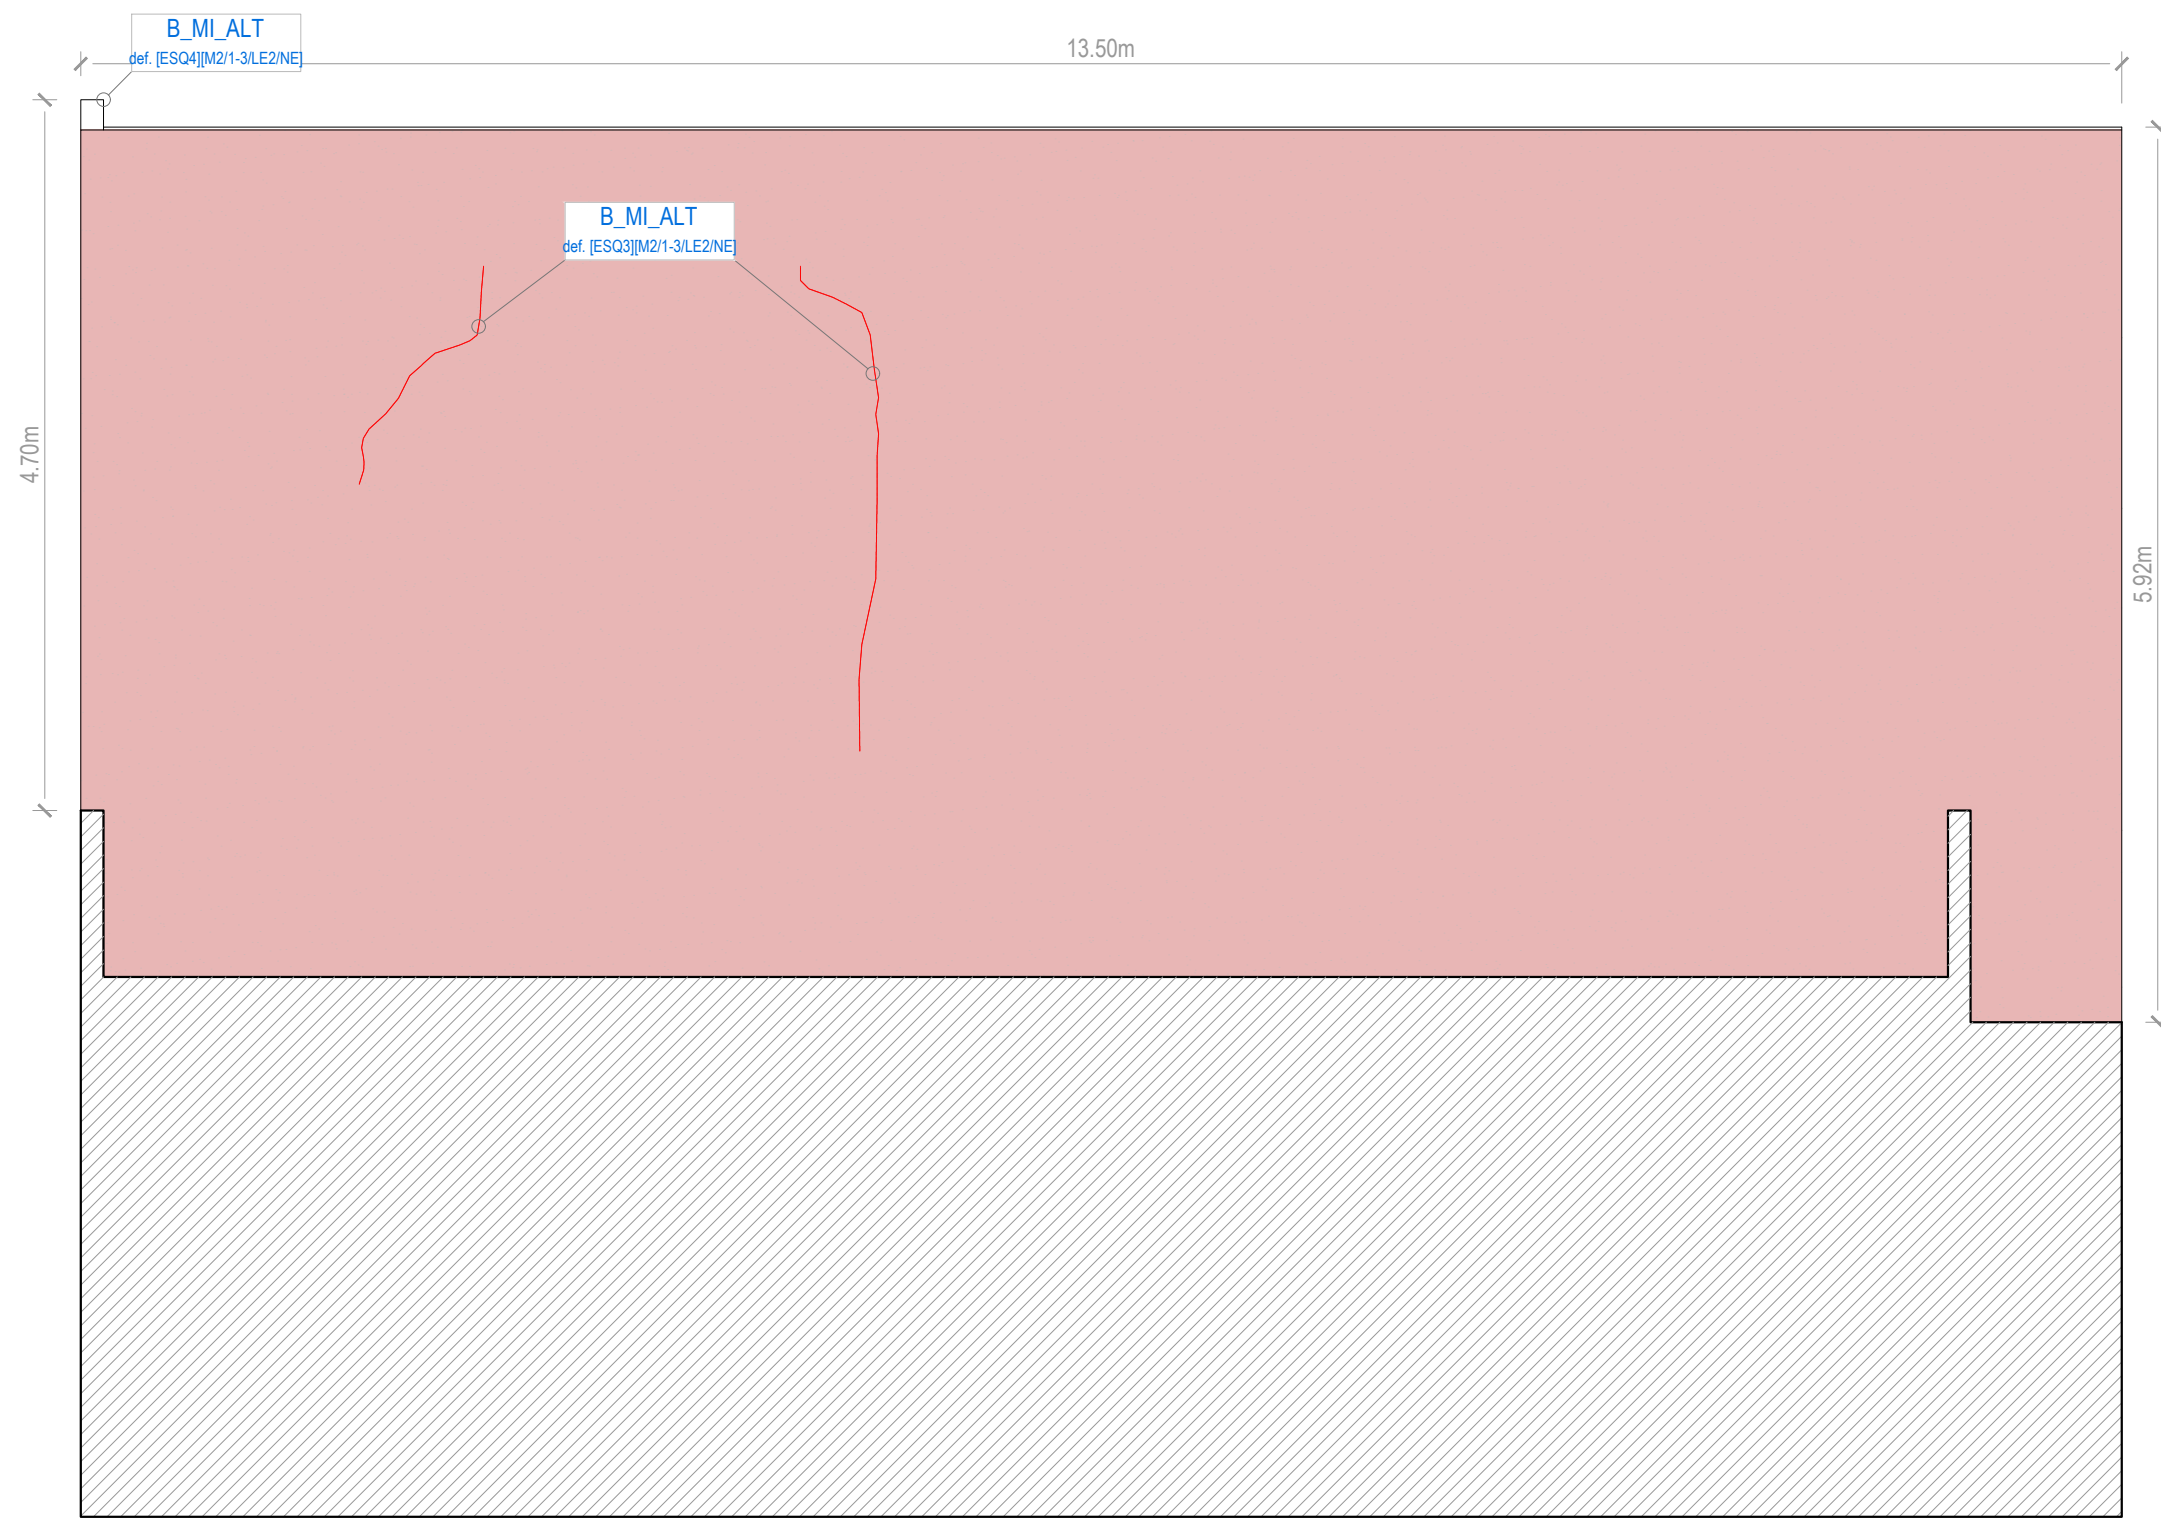 B_MI_ALT
def. [ESQ4][M2/1-3/LE2/NE]
13.50m
B_MI_ALT
def. [ESQ3][M2/1-3/LE2/NE]
4.70m
5.92m